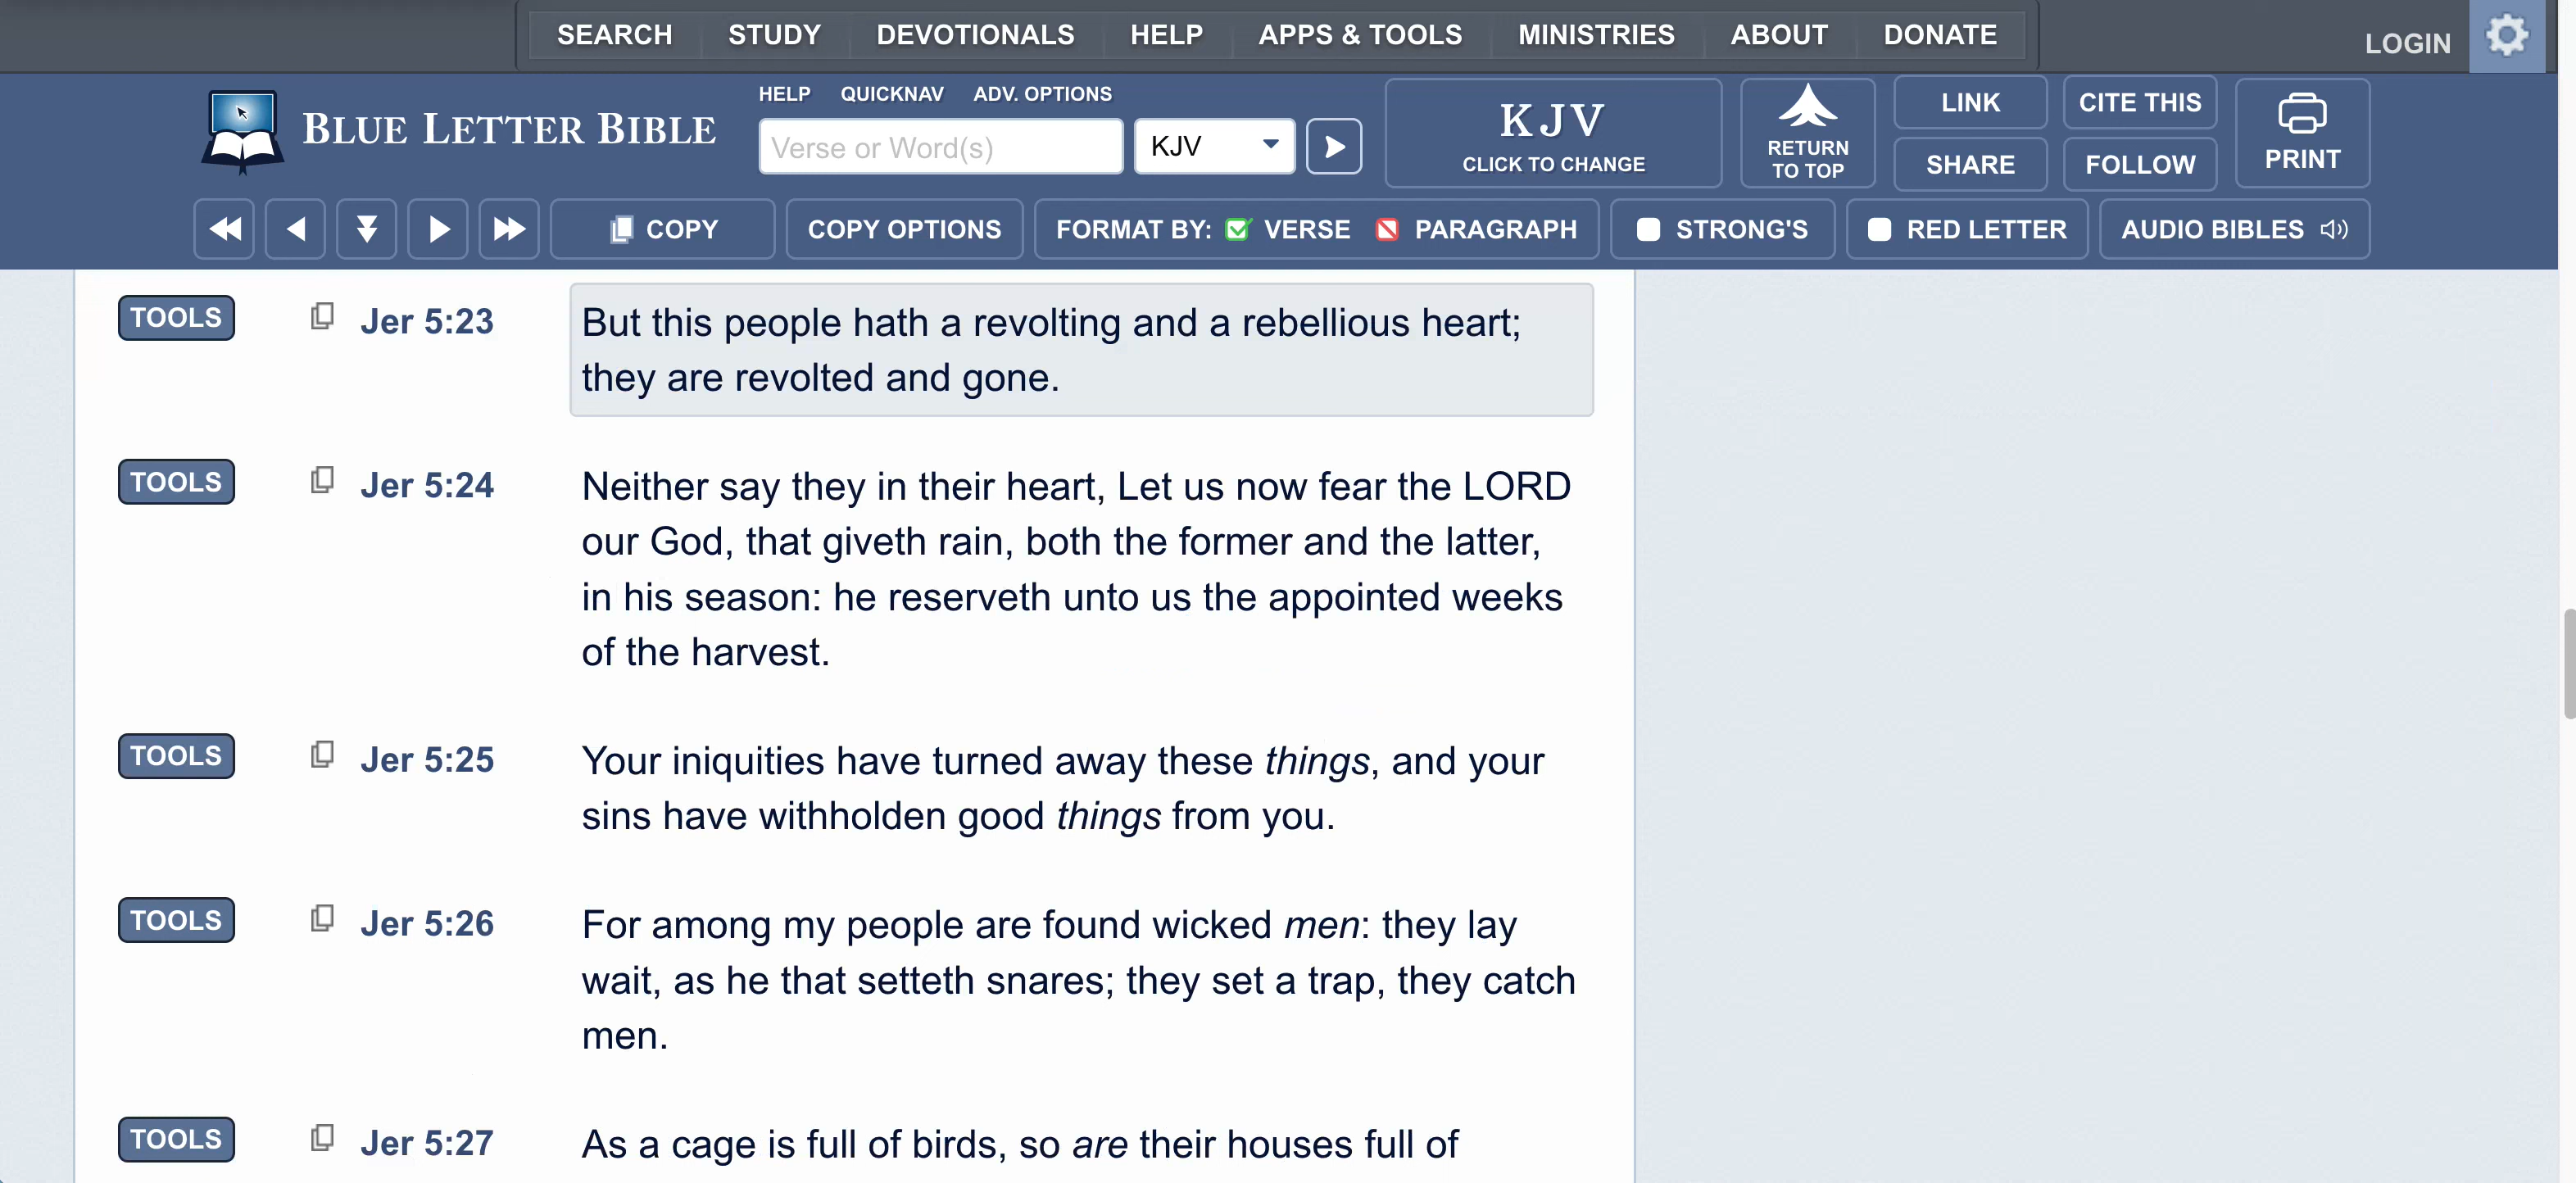 SEARCH STUDY DEVOTIONALS HELP APPS & TOOLS MINISTRIES ABOUT DONATE LOGIN
BLUE LETTER BIBLE
HELP QUICKNAV ADV. OPTIONS
Verse or Word(s) KJV
KJV
CLICK TO CHANGE
RETURN
TO TOP
LINK CITE THIS
SHARE FOLLOW
PRINT
COPY COPY OPTIONS FORMAT BY: VERSE PARAGRAPH STRONG'S RED LETTER AUDIO BIBLES
TOOLS Jer 5:23 But this people hath a revolting and a rebellious heart;
they are revolted and gone.
TOOLS Jer 5:24 Neither say they in their heart, Let us now fear the LORD
our God, that giveth rain, both the former and the latter,
in his season: he reserveth unto us the appointed weeks
of the harvest.
TOOLS Jer 5:25 Your iniquities have turned away these things, and your
sins have withholden good things from you.
TOOLS Jer 5:26 For among my people are found wicked men: they lay
wait, as he that setteth snares; they set a trap, they catch
men.
TOOLS Jer 5:27 As a cage is full of birds, so are their houses full of